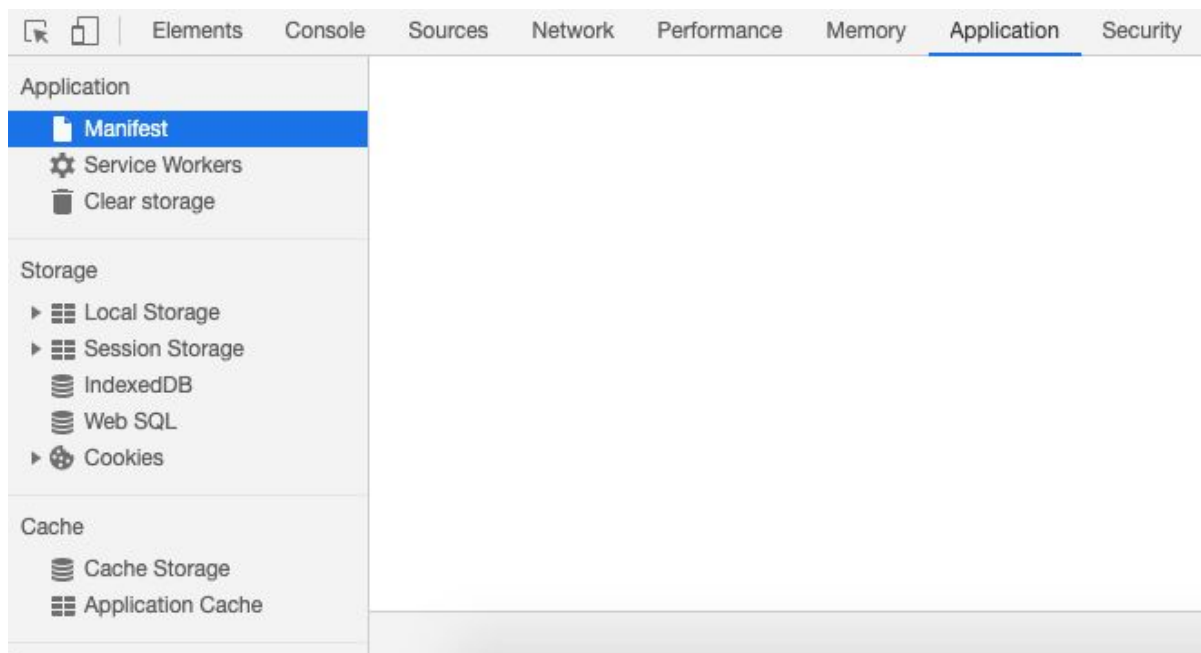 Elements Console Sources Network Performance Memory Application Security
Application
Manifest
Service Workers
Clear storage
Storage
Local Storage
Session Storage
IndexedDB
Web SQL
Cookies
Cache
Cache Storage
Application Cache